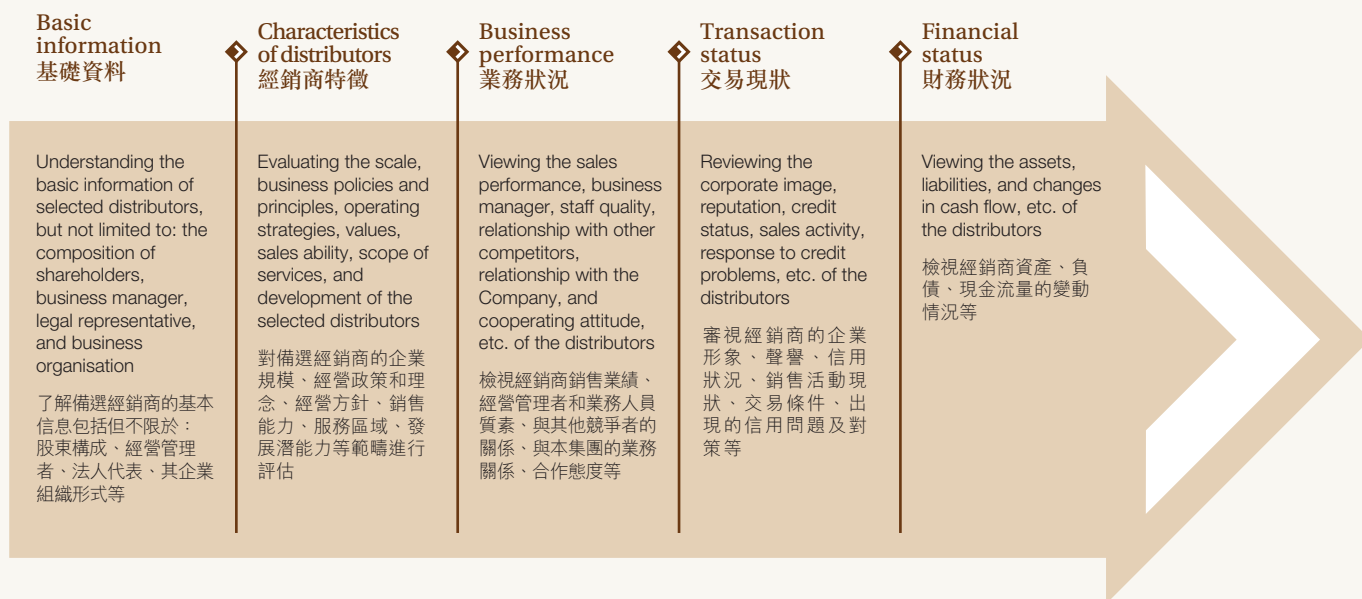 Basic
information
基礎資料
Understanding the
basic information of
selected distributors,
but not limited to: the
composition of
shareholders,
business manager,
legal representative,
and business
organisation
了解備選經銷商的基本
信息包括但不限於：
股東構成、經營管理
者、法人代表、其企業
組織形式等
Characteristics
of distributors
經銷商特徵
Evaluating the scale,
business policies and
principles, operating
strategies, values,
sales ability, scope of
services, and
development of the
selected distributors
對備選經銷商的企業
規模、經營政策和理
念、經營方針、銷售
能力、服務區域、發
展潛能力等範疇進行
評估
Business
performance
業務狀況
Viewing the sales
performance, business
manager, staff quality,
relationship with other
competitors,
relationship with the
Company, and
cooperating attitude,
etc. of the distributors
檢視經銷商銷售業績、
經營管理者和業務人員
質素、與其他競爭者的
關係、與本集團的業務
關係、合作態度等
Transaction
status
交易現狀
Reviewing the
corporate image,
reputation, credit
status, sales activity,
response to credit
problems, etc. of the
distributors
審視經銷商的企業
形象、聲譽、信用
狀況、銷售活動現
狀、交易條件、出
現的信用問題及對
策等
Financial
status
財務狀況
Viewing the assets,
liabilities, and changes
in cash flow, etc. of
the distributors
檢視經銷商資產、負
債、現金流量的變動
情況等